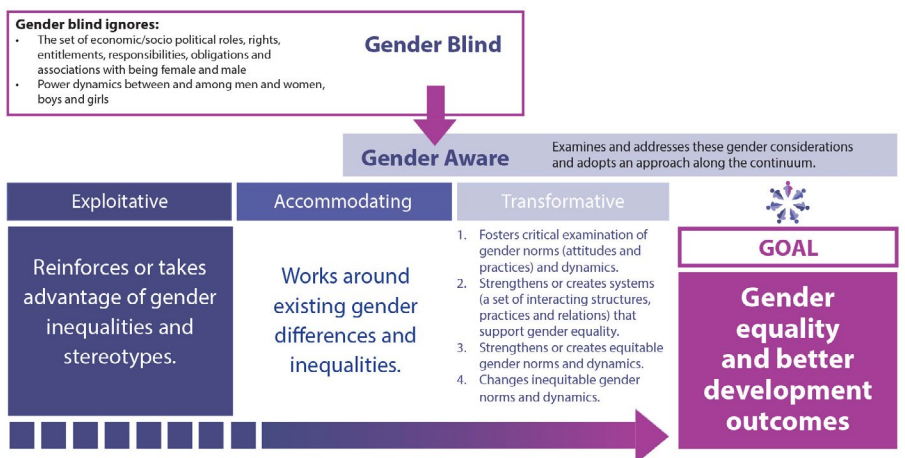 Gender blind ignores:
• The set of economic/socio political roles, rights,
entitlements, responsibilities, obligations and
associations with being female and male
• Power dynamics between and among men and women,
boys and girls
Gender Blind
Gender Aware
Examines and addresses these gender considerations
and adopts an approach along the continuum.
Exploitative
Reinforces or takes
advantage of gender
inequalities and
stereotypes.
Accommodating
Works around
existing gender
differences and
inequalities.
Transformative
1. Fosters critical examination of
gender norms (attitudes and
practices) and dynamics.
2. Strengthens or creates systems
(a set of interacting structures,
practices and relations) that
support gender equality.
3. Strengthens or creates equitable
gender norms and dynamics.
4. Changes inequitable gender
norms and dynamics.
GOAL
Gender
equality
and better
development
outcomes